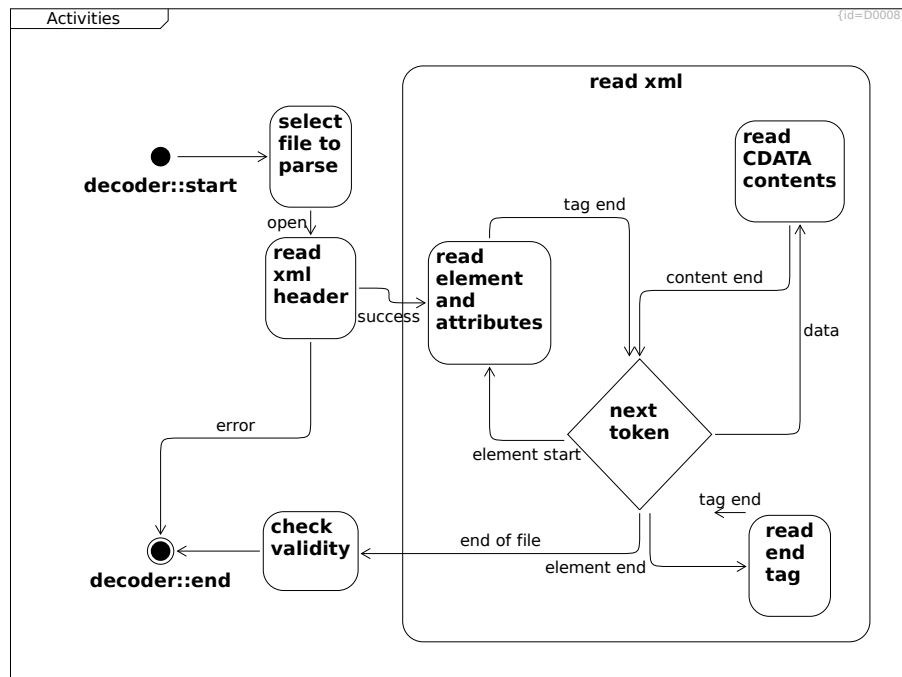 Activities
{id=D0008
read xml
select
file to
parse
read
CDATA
contents
decoder::start
tag end
open
read
xml
header
read
element
and
attributes
content end
success
data
next
token
error
element start
tag end
check
validity
end of file
read
end
tag
element end
decoder::end